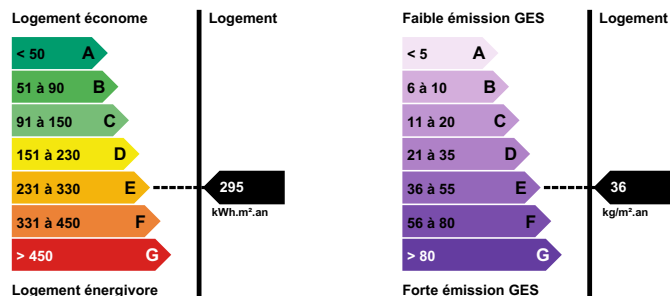 Logement économe
Logement
< 50 A
51 à 90 B
91 à 150 C
151 à 230 D
231 à 330 E
331 à 450 F
> 450 G
295
kWh.m².an
Logement énergivore
Faible émission GES
Logement
< 5 A
6 à 10 B
11 à 20 C
21 à 35 D
36 à 55 E
56 à 80 F
> 80 G
36
kg/m².an
Forte émission GES